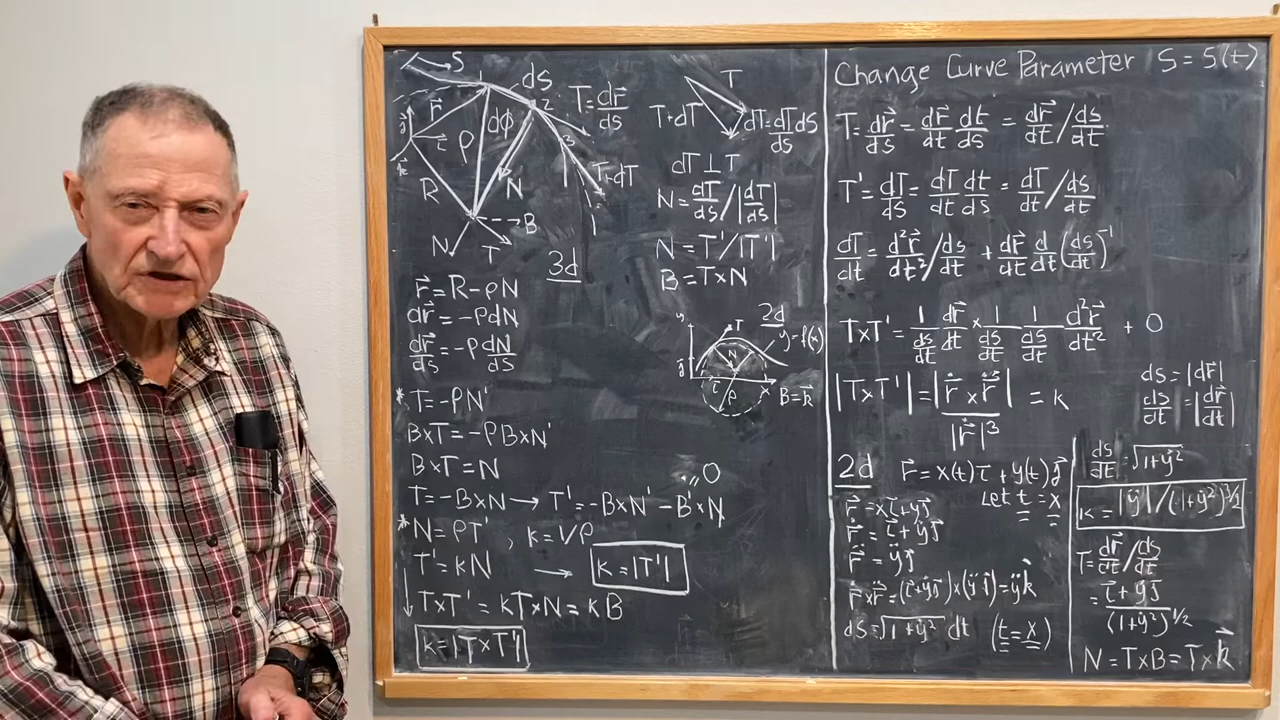 S
ds
1
2
3
T=dr⃗/ds
r⃗
dϕ
ρ
T+dT
R
N
B
N
T
3d
r⃗=R-ρN
dr⃗=-ρdN
dr⃗/ds=-ρdN/ds
*T=-ρN'
B×T=-ρB×N'
B×T=N
T=-B×N → T'=-B×N' -B'×N
0
*N=ρT' , K=1/ρ
T'=KN → K=|T'|
T×T'=KT×N=KB
K=|T×T'|
T
T+dT
dT=dT/ds ds
dT⊥T
N=dT/ds/|dT/ds|
N=T'/|T'|
B=T×N
2d
y
T
y=f(x)
N
ρ
x
B=k⃗
Change Curve Parameter S=S(t)
T=dr⃗/ds=dr⃗/dt dt/ds=dr⃗/dt/ds/dt
T'=dT/ds=dT/dt dt/ds=dT/dt/ds/dt
dT/dt=d²r⃗/dt²/ds/dt +dr⃗/dt d/dt(ds/dt)⁻¹
T×T'=1/ds/dt dr⃗/dt×1/ds/dt 1/ds/dt d²r⃗/dt² + 0
|T×T'|=|ṙ⃗×r̈⃗|/|ṙ⃗|³=K
ds=|dr⃗|
ds/dt=|dr⃗/dt|
2d r⃗=x(t)i⃗+y(t)j⃗
Let t=x
r⃗=xi⃗+yj⃗
ṙ⃗=i⃗+ẏj⃗
r̈⃗=ÿj⃗
ṙ⃗×r̈⃗=(i⃗+ẏj⃗)×(ÿj⃗)=ÿk⃗
ds=√1+ẏ² dt (t=x)
ds/dt=√1+ẏ²
K=|ÿ|/(1+ẏ²)^3/2
T=dr⃗/dt/ds/dt
=i⃗+ẏj⃗/(1+ẏ²)^1/2
N=T×B=T×k⃗